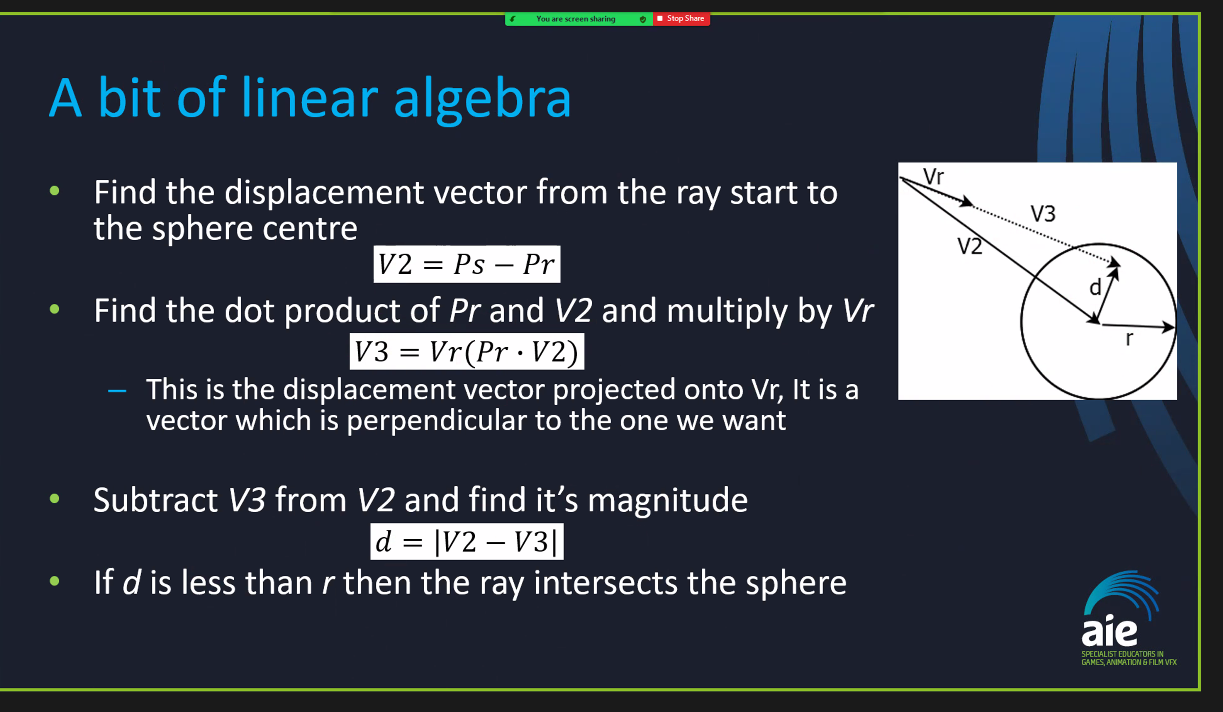 You are screen sharing
Stop Share
A bit of linear algebra
• Find the displacement vector from the ray start to
the sphere centre
V2 = Ps − Pr
• Find the dot product of Pr and V2 and multiply by Vr
V3 = Vr(Pr · V2)
– This is the displacement vector projected onto Vr, It is a
vector which is perpendicular to the one we want
• Subtract V3 from V2 and find it’s magnitude
d = |V2 − V3|
• If d is less than r then the ray intersects the sphere
Vr
V3
V2
d
r
aie
SPECIALIST EDUCATORS IN
GAMES, ANIMATION & FILM VFX